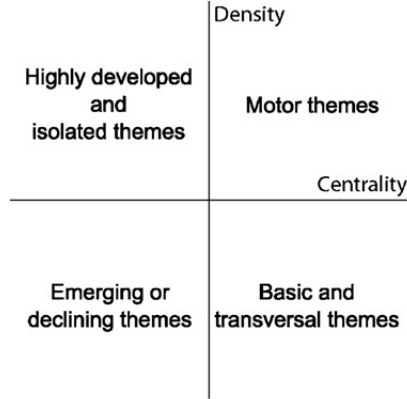 Density
Highly developed
and
isolated themes
Motor themes
Centrality
Emerging or
declining themes
Basic and
transversal themes